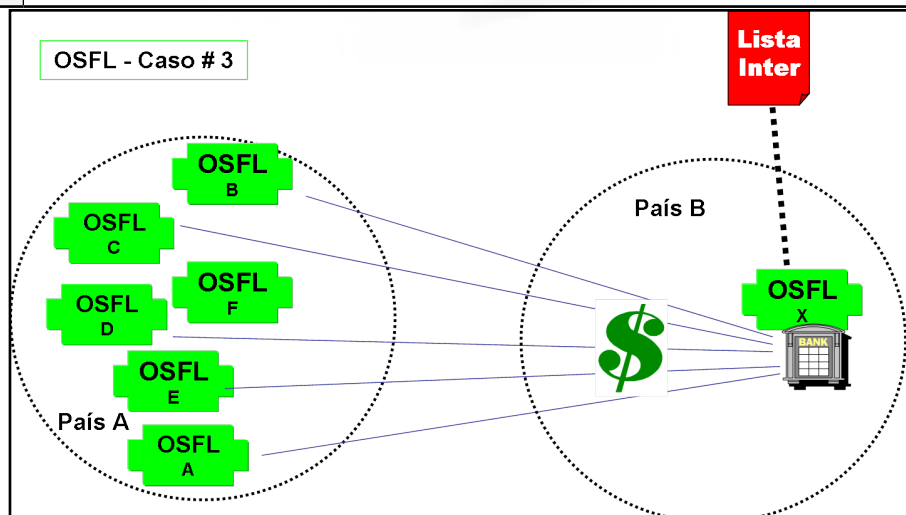 OSFL - Caso # 3
Lista
Inter
OSFL
B
OSFL
C
OSFL
F
OSFL
D
OSFL
E
País A
OSFL
A
País B
OSFL
X
BANK
$